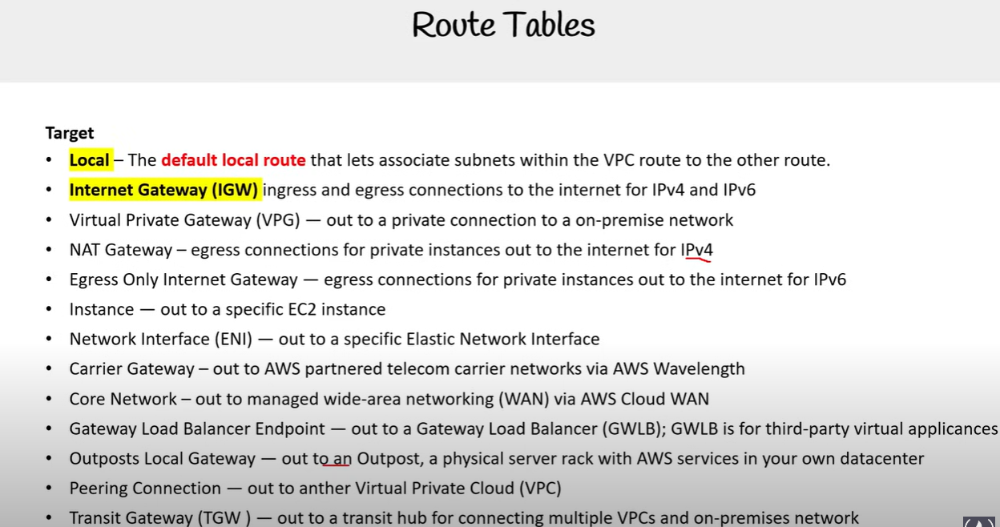 Route Tables
Target
• Local – The default local route that lets associate subnets within the VPC route to the other route.
• Internet Gateway (IGW) ingress and egress connections to the internet for IPv4 and IPv6
• Virtual Private Gateway (VPG) — out to a private connection to a on-premise network
• NAT Gateway – egress connections for private instances out to the internet for IPv4
• Egress Only Internet Gateway — egress connections for private instances out to the internet for IPv6
• Instance — out to a specific EC2 instance
• Network Interface (ENI) — out to a specific Elastic Network Interface
• Carrier Gateway – out to AWS partnered telecom carrier networks via AWS Wavelength
• Core Network – out to managed wide-area networking (WAN) via AWS Cloud WAN
• Gateway Load Balancer Endpoint — out to a Gateway Load Balancer (GWLB); GWLB is for third-party virtual applicances
• Outposts Local Gateway — out to an Outpost, a physical server rack with AWS services in your own datacenter
• Peering Connection — out to anther Virtual Private Cloud (VPC)
• Transit Gateway (TGW ) — out to a transit hub for connecting multiple VPCs and on-premises network